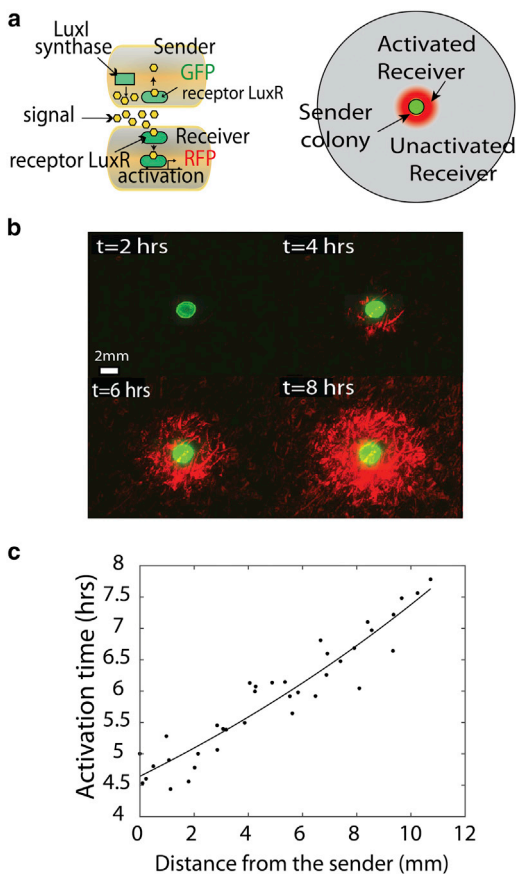 a
LuxI
synthase
Sender
GFP
receptor LuxR
signal
Receiver
receptor LuxR
RFP
activation
Activated
Receiver
Sender
colony
Unactivated
Receiver
b
t=2 hrs
t=4 hrs
2mm
t=6 hrs
t=8 hrs
c
Activation time (hrs)
8
7.5
7
6.5
6
5.5
5
4.5
4
0
2
4
6
8
10
12
Distance from the sender (mm)